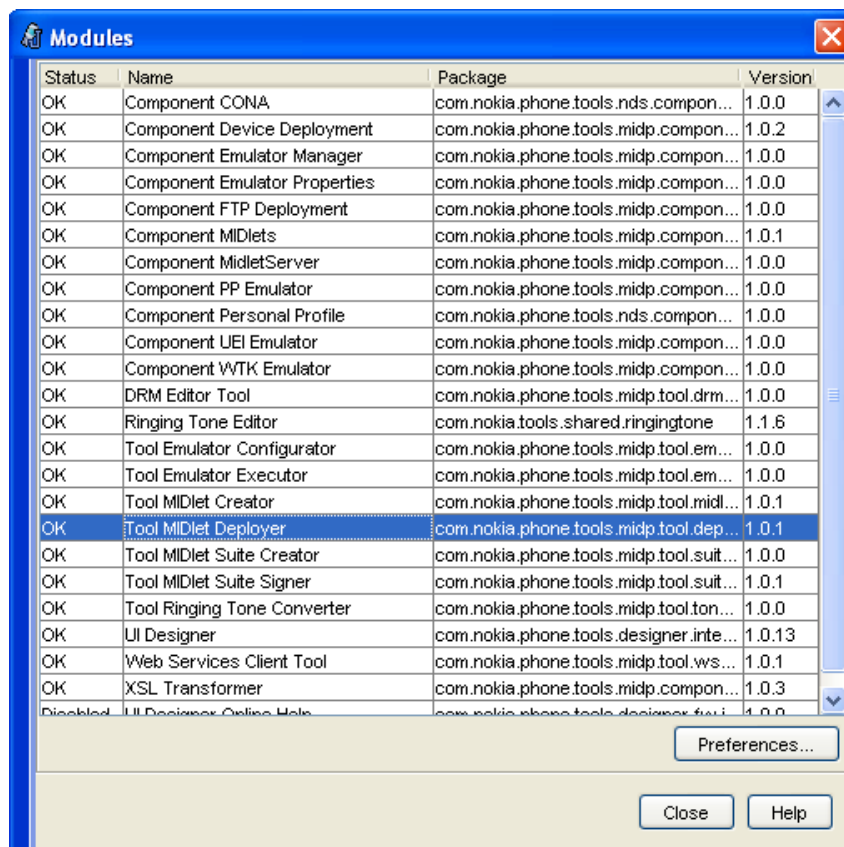 Modules
Status Name Package Version
OK Component CONA com.nokia.phone.tools.nds.compon... 1.0.0
OK Component Device Deployment com.nokia.phone.tools.midp.compon... 1.0.2
OK Component Emulator Manager com.nokia.phone.tools.midp.compon... 1.0.0
OK Component Emulator Properties com.nokia.phone.tools.midp.compon... 1.0.0
OK Component FTP Deployment com.nokia.phone.tools.midp.compon... 1.0.0
OK Component MIDlets com.nokia.phone.tools.midp.compon... 1.0.1
OK Component MidletServer com.nokia.phone.tools.midp.compon... 1.0.0
OK Component PP Emulator com.nokia.phone.tools.midp.compon... 1.0.0
OK Component Personal Profile com.nokia.phone.tools.nds.compon... 1.0.0
OK Component UEI Emulator com.nokia.phone.tools.midp.compon... 1.0.0
OK Component WTK Emulator com.nokia.phone.tools.midp.compon... 1.0.0
OK DRM Editor Tool com.nokia.phone.tools.midp.tool.drm... 1.0.0
OK Ringing Tone Editor com.nokia.tools.shared.ringingtone 1.1.6
OK Tool Emulator Configurator com.nokia.phone.tools.midp.tool.em... 1.0.0
OK Tool Emulator Executor com.nokia.phone.tools.midp.tool.em... 1.0.0
OK Tool MIDlet Creator com.nokia.phone.tools.midp.tool.midl... 1.0.1
OK Tool MIDlet Deployer com.nokia.phone.tools.midp.tool.dep... 1.0.1
OK Tool MIDlet Suite Creator com.nokia.phone.tools.midp.tool.suit... 1.0.0
OK Tool MIDlet Suite Signer com.nokia.phone.tools.midp.tool.suit... 1.0.1
OK Tool Ringing Tone Converter com.nokia.phone.tools.midp.tool.ton... 1.0.0
OK UI Designer com.nokia.phone.tools.designer.inte... 1.0.13
OK Web Services Client Tool com.nokia.phone.tools.midp.tool.ws... 1.0.1
OK XSL Transformer com.nokia.phone.tools.midp.compon... 1.0.3
Disabled UI Designer Online Help com.nokia.phone.tools.designer.fw.i... 1.0.0
Preferences...
Close Help